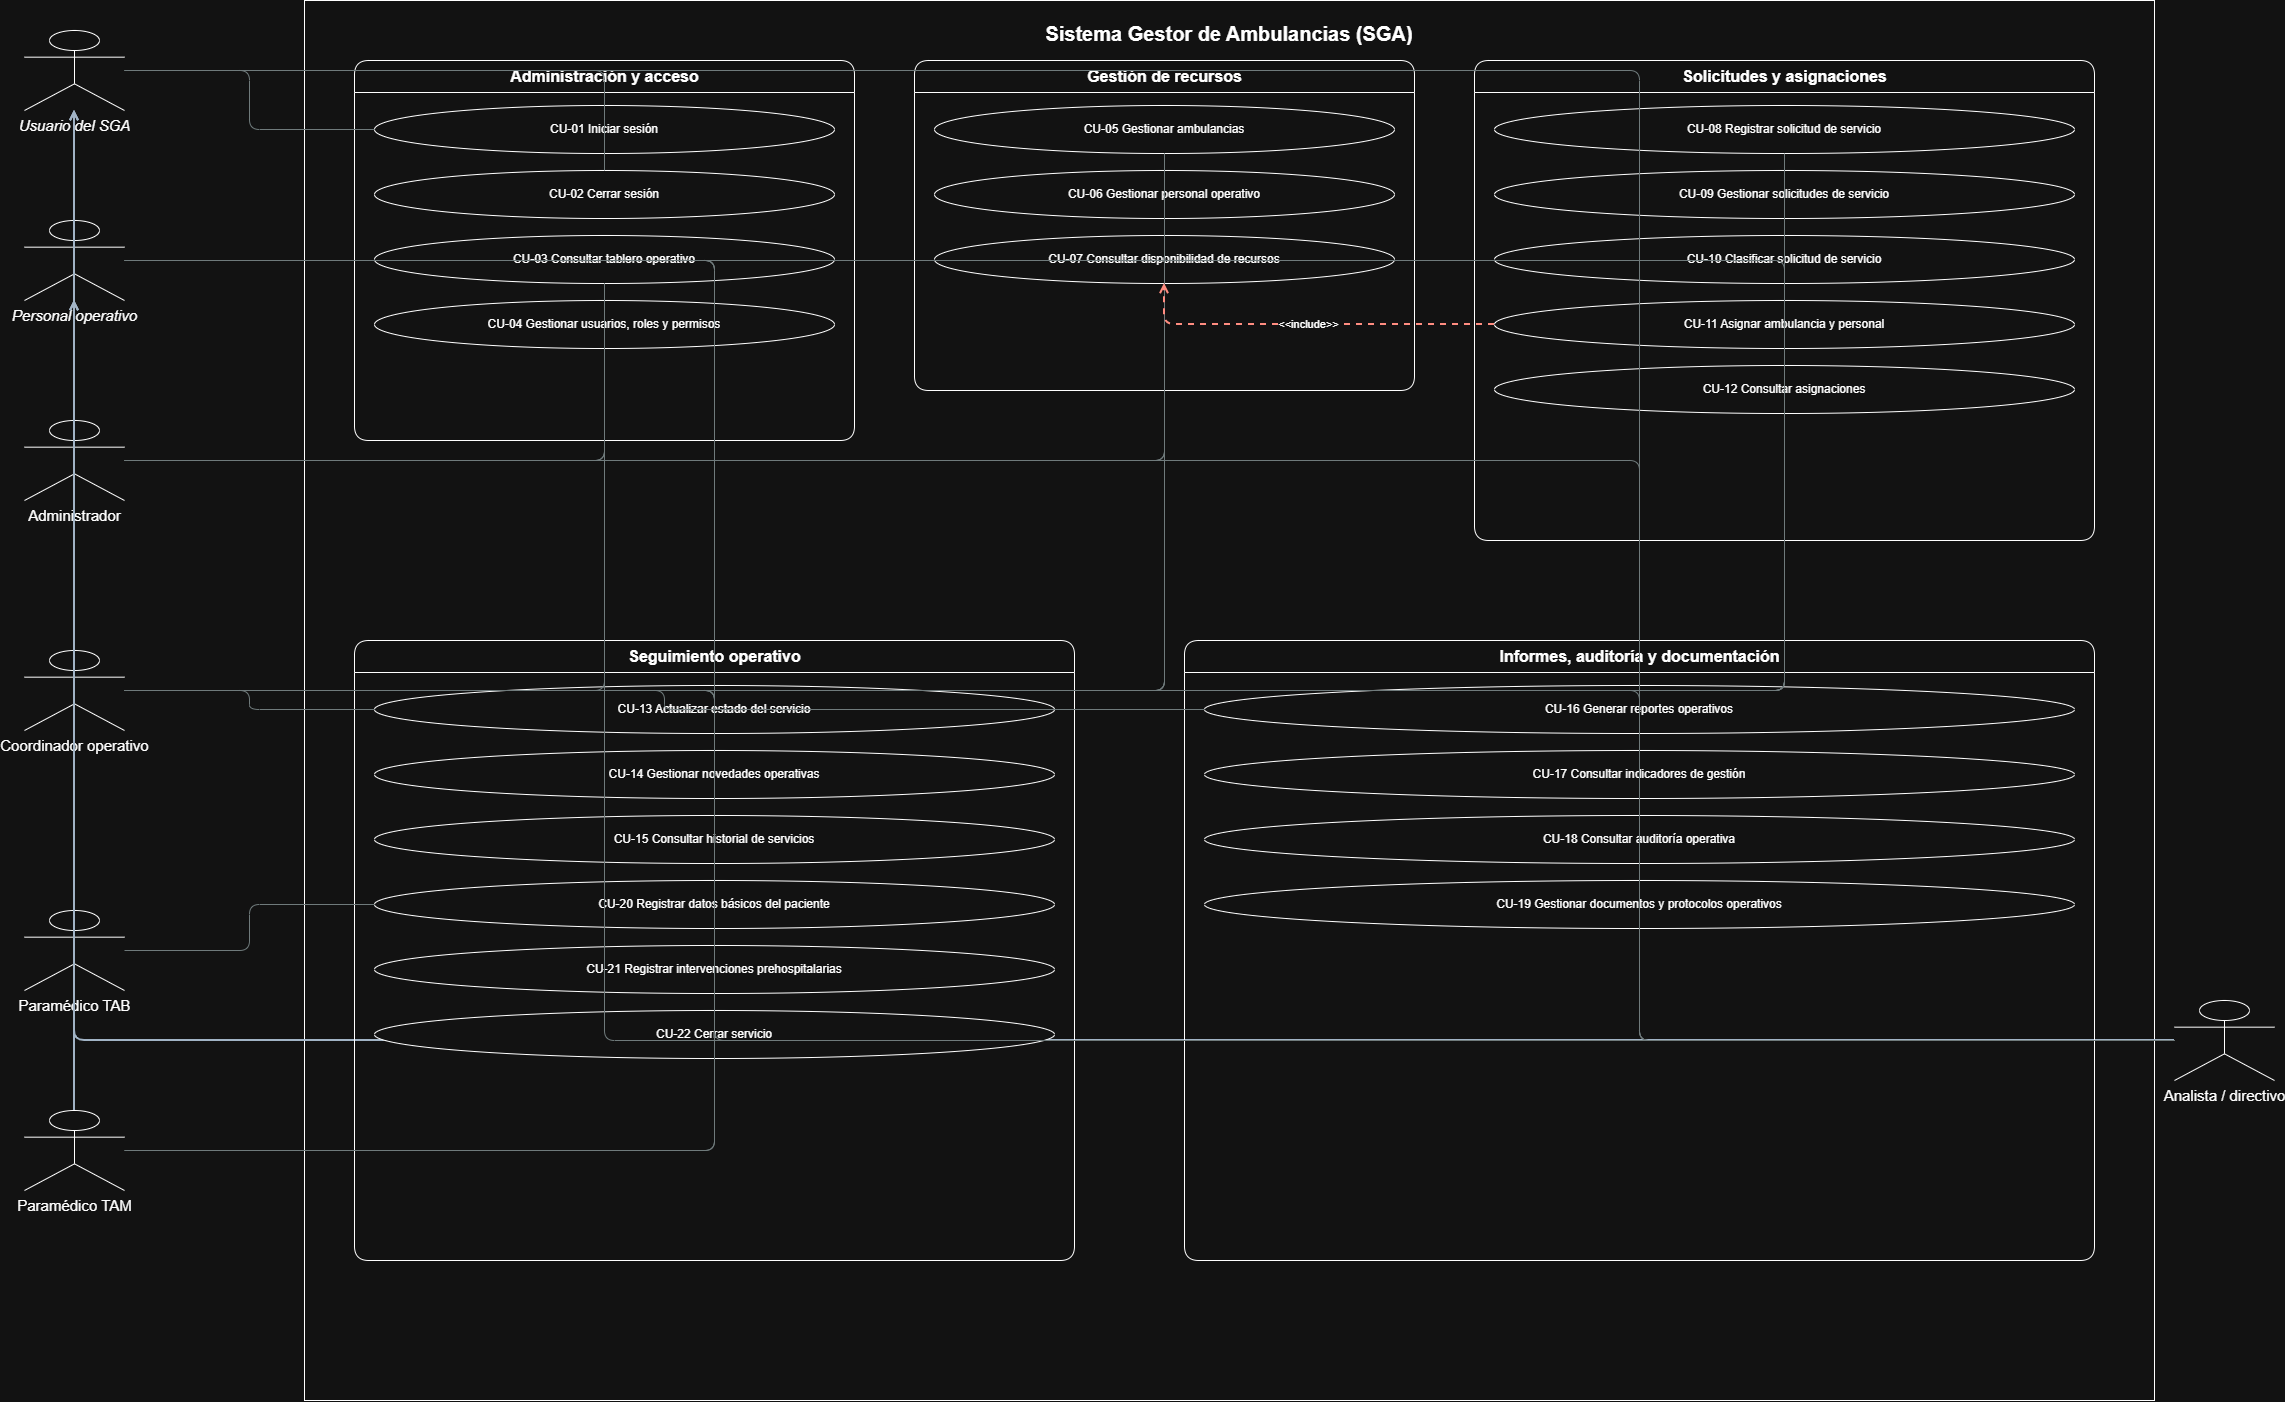 Sistema Gestor de Ambulancias (SGA)
Usuario del SGA
Personal operativo
Administrador
Coordinador operativo
Paramédico TAB
Paramédico TAM
Administración y acceso
CU-01 Iniciar sesión
CU-02 Cerrar sesión
CU-03 Consultar tablero operativo
CU-04 Gestionar usuarios, roles y permisos
Gestión de recursos
CU-05 Gestionar ambulancias
CU-06 Gestionar personal operativo
CU-07 Consultar disponibilidad de recursos
<<include>>
Solicitudes y asignaciones
CU-08 Registrar solicitud de servicio
CU-09 Gestionar solicitudes de servicio
CU-10 Clasificar solicitud de servicio
CU-11 Asignar ambulancia y personal
CU-12 Consultar asignaciones
Seguimiento operativo
CU-13 Actualizar estado del servicio
CU-14 Gestionar novedades operativas
CU-15 Consultar historial de servicios
CU-20 Registrar datos básicos del paciente
CU-21 Registrar intervenciones prehospitalarias
CU-22 Cerrar servicio
Informes, auditoría y documentación
CU-16 Generar reportes operativos
CU-17 Consultar indicadores de gestión
CU-18 Consultar auditoría operativa
CU-19 Gestionar documentos y protocolos operativos
Analista / directivo